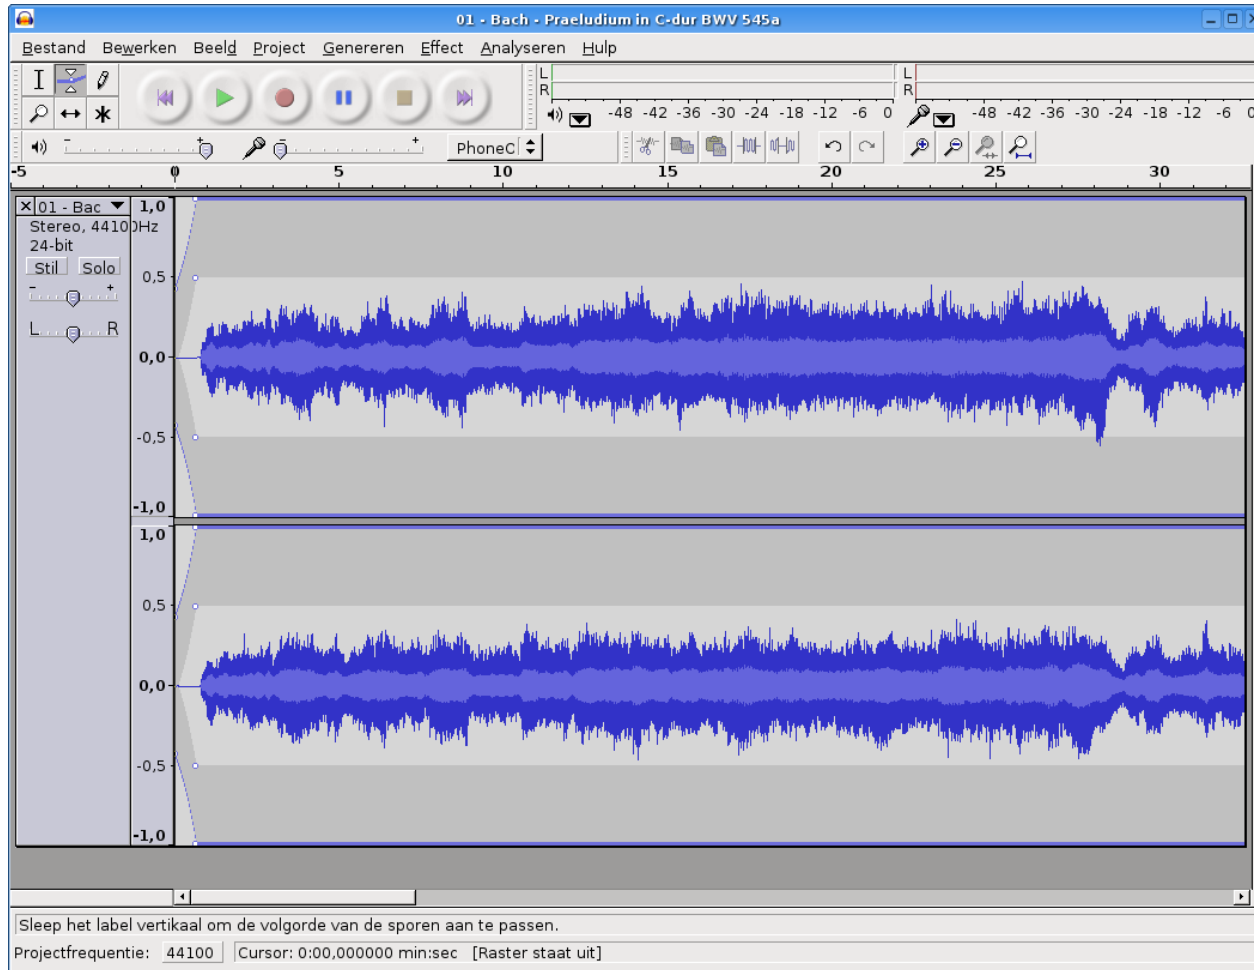 01 - Bach - Praeludium in C-dur BWV 545a
Bestand Bewerken Beeld Project Genereren Effect Analyseren Hulp
L
R
-48 -42 -36 -30 -24 -18 -12 -6 0
L
R
-48 -42 -36 -30 -24 -18 -12 -6 0
- +
- +
PhoneC
-5 0 5 10 15 20 25 30
01 - Bac
Stereo, 44100Hz
24-bit
Stil Solo
- +
L R
1,0
0,5
0,0
-0,5
-1,0
1,0
0,5
0,0
-0,5
-1,0
Sleep het label vertikaal om de volgorde van de sporen aan te passen.
Projectfrequentie: 44100 Cursor: 0:00,000000 min:sec [Raster staat uit]